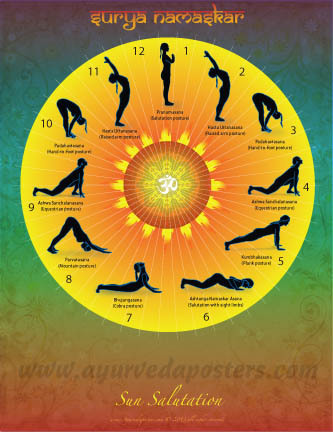 Surya Namaskar
12
1
Pranamasana
(Salutation posture)
2
Hasta Uttanasana
(Raised arm posture)
3
Padahastasana
(Hand-to-Foot posture)
4
Ashwa Sanchalanasana
(Equestrian posture)
5
Kumbhakasana
(Plank posture)
6
Ashtanga Namaskar Asana
(Salutation with eight limbs)
7
Bhujangasana
(Cobra posture)
8
Parvatasana
(Mountain posture)
9
Ashwa Sanchalanasana
(Equestrian posture)
10
Padahastasana
(Hand-to-Foot posture)
11
Hasta Uttanasana
(Raised arm posture)
ॐ
www.ayurvedaposters.com
Sun Salutation